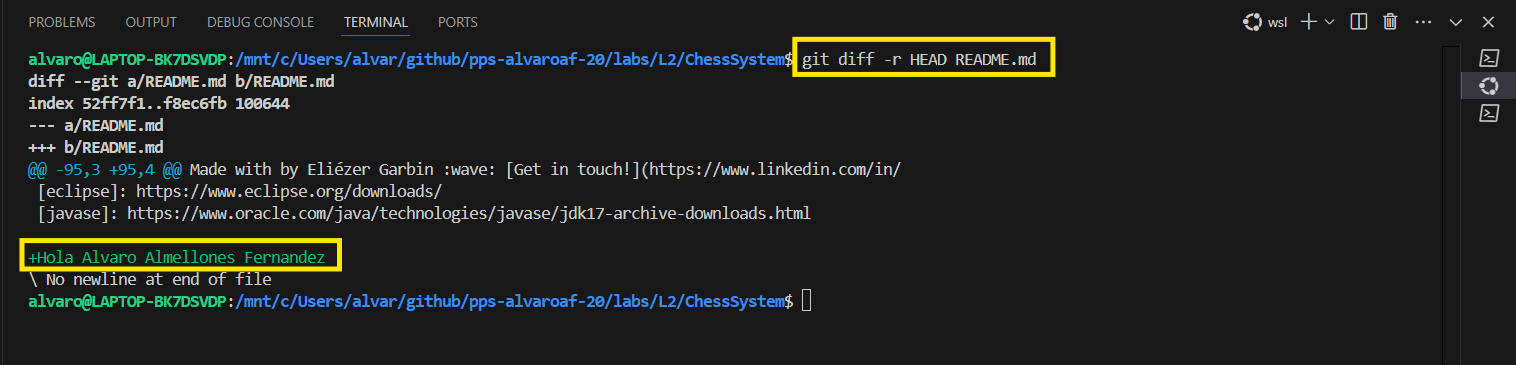 PROBLEMS OUTPUT DEBUG CONSOLE TERMINAL PORTS wsl
alvaro@LAPTOP-BK7DSVDP:/mnt/c/Users/alvar/github/pps-alvaroaf-20/labs/L2/ChessSystem$ git diff -r HEAD README.md
diff --git a/README.md b/README.md
index 52ff7f1..f8ec6fb 100644
--- a/README.md
+++ b/README.md
@@ -95,3 +95,4 @@ Made with by Eliézer Garbin :wave: [Get in touch!](https://www.linkedin.com/in/
[eclipse]: https://www.eclipse.org/downloads/
[javase]: https://www.oracle.com/java/technologies/javase/jdk17-archive-downloads.html
+Hola Alvaro Almellones Fernandez
\ No newline at end of file
alvaro@LAPTOP-BK7DSVDP:/mnt/c/Users/alvar/github/pps-alvaroaf-20/labs/L2/ChessSystem$